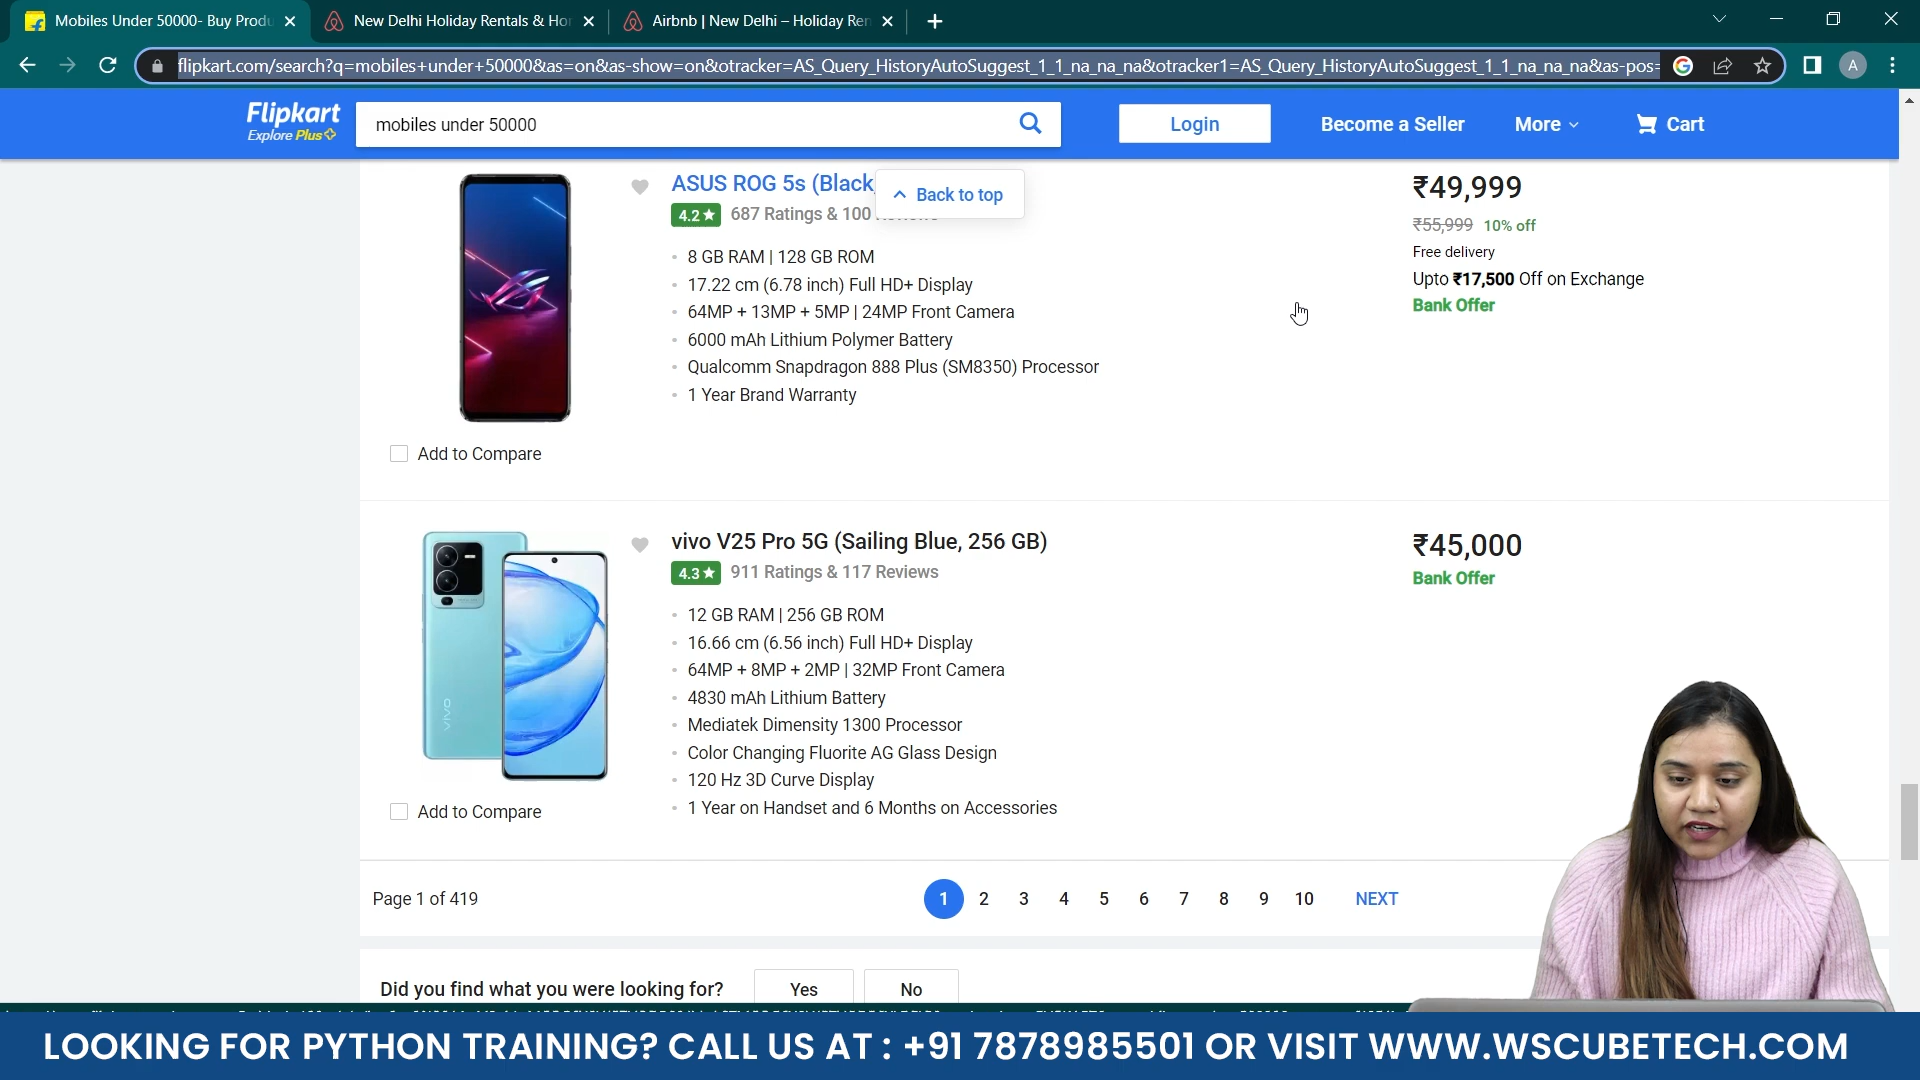 Mobiles Under 50000- Buy Produ
New Delhi Holiday Rentals & Ho
Airbnb | New Delhi – Holiday Ren
flipkart.com/search?q=mobiles+under+50000&as=on&as-show=on&otracker=AS_Query_HistoryAutoSuggest_1_1_na_na_na&otracker1=AS_Query_HistoryAutoSuggest_1_1_na_na_na&as-pos=
A
Flipkart
Explore Plus
mobiles under 50000
Login
Become a Seller
More
Cart
ASUS ROG 5s (Black,
Back to top
4.2★ 687 Ratings & 100
8 GB RAM | 128 GB ROM
17.22 cm (6.78 inch) Full HD+ Display
64MP + 13MP + 5MP | 24MP Front Camera
6000 mAh Lithium Polymer Battery
Qualcomm Snapdragon 888 Plus (SM8350) Processor
1 Year Brand Warranty
₹49,999
₹55,999 10% off
Free delivery
Upto ₹17,500 Off on Exchange
Bank Offer
Add to Compare
vivo V25 Pro 5G (Sailing Blue, 256 GB)
4.3★ 911 Ratings & 117 Reviews
12 GB RAM | 256 GB ROM
16.66 cm (6.56 inch) Full HD+ Display
64MP + 8MP + 2MP | 32MP Front Camera
4830 mAh Lithium Battery
Mediatek Dimensity 1300 Processor
Color Changing Fluorite AG Glass Design
120 Hz 3D Curve Display
1 Year on Handset and 6 Months on Accessories
₹45,000
Bank Offer
vivo
Add to Compare
Page 1 of 419
1 2 3 4 5 6 7 8 9 10 NEXT
Did you find what you were looking for? Yes No
LOOKING FOR PYTHON TRAINING? CALL US AT : +91 7878985501 OR VISIT WWW.WSCUBETECH.COM